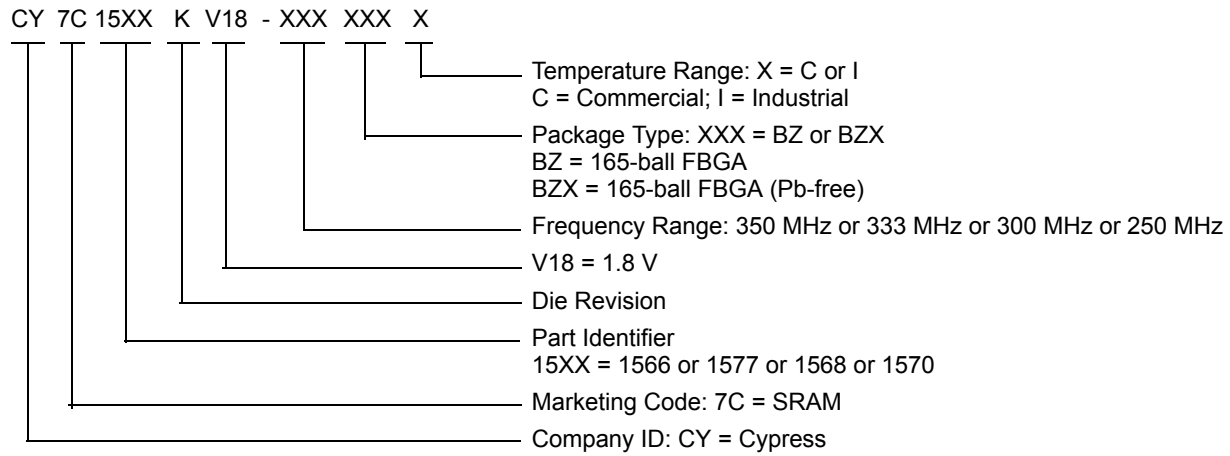 CY 7C 15XX K V18 - XXX XXX X
Temperature Range: X = C or I
C = Commercial; I = Industrial
Package Type: XXX = BZ or BZX
BZ = 165-ball FBGA
BZX = 165-ball FBGA (Pb-free)
Frequency Range: 350 MHz or 333 MHz or 300 MHz or 250 MHz
V18 = 1.8 V
Die Revision
Part Identifier
15XX = 1566 or 1577 or 1568 or 1570
Marketing Code: 7C = SRAM
Company ID: CY = Cypress